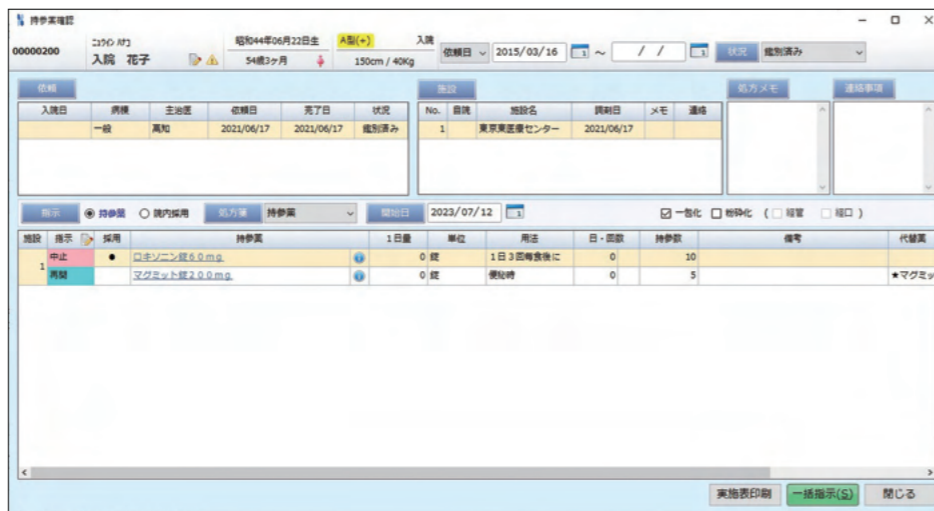 持参薬確認
00000200 ﾆｭｳｲﾝ ﾊﾅｺ 昭和44年06月22日生 A型(+) 入院
入院 花子 54歳3ヶ月 150cm / 40Kg 依頼日 2015/03/16 ～ / / 状況 鑑別済み
依頼 施設 処方メモ 連絡事項
入院日 病棟 主治医 依頼日 完了日 状況 No. 自院 施設名 調剤日 メモ 連絡
一般 高知 2021/06/17 2021/06/17 鑑別済み 1 東京東医療センター 2021/06/17
指示 持参薬 院内採用 処方箋 持参薬 開始日 2023/07/12 一包化 粉砕化 ( 経管 経口 )
施設 指示 採用 持参薬 1日量 単位 用法 日・回数 持参数 備考 代替薬
1 中止 ● ロキソニン錠60mg 0 錠 1日3回毎食後に 0 10
再開 マグミット錠200mg 0 錠 便秘時 0 5 ★マグミッ
実施表印刷 一括指示(S) 閉じる